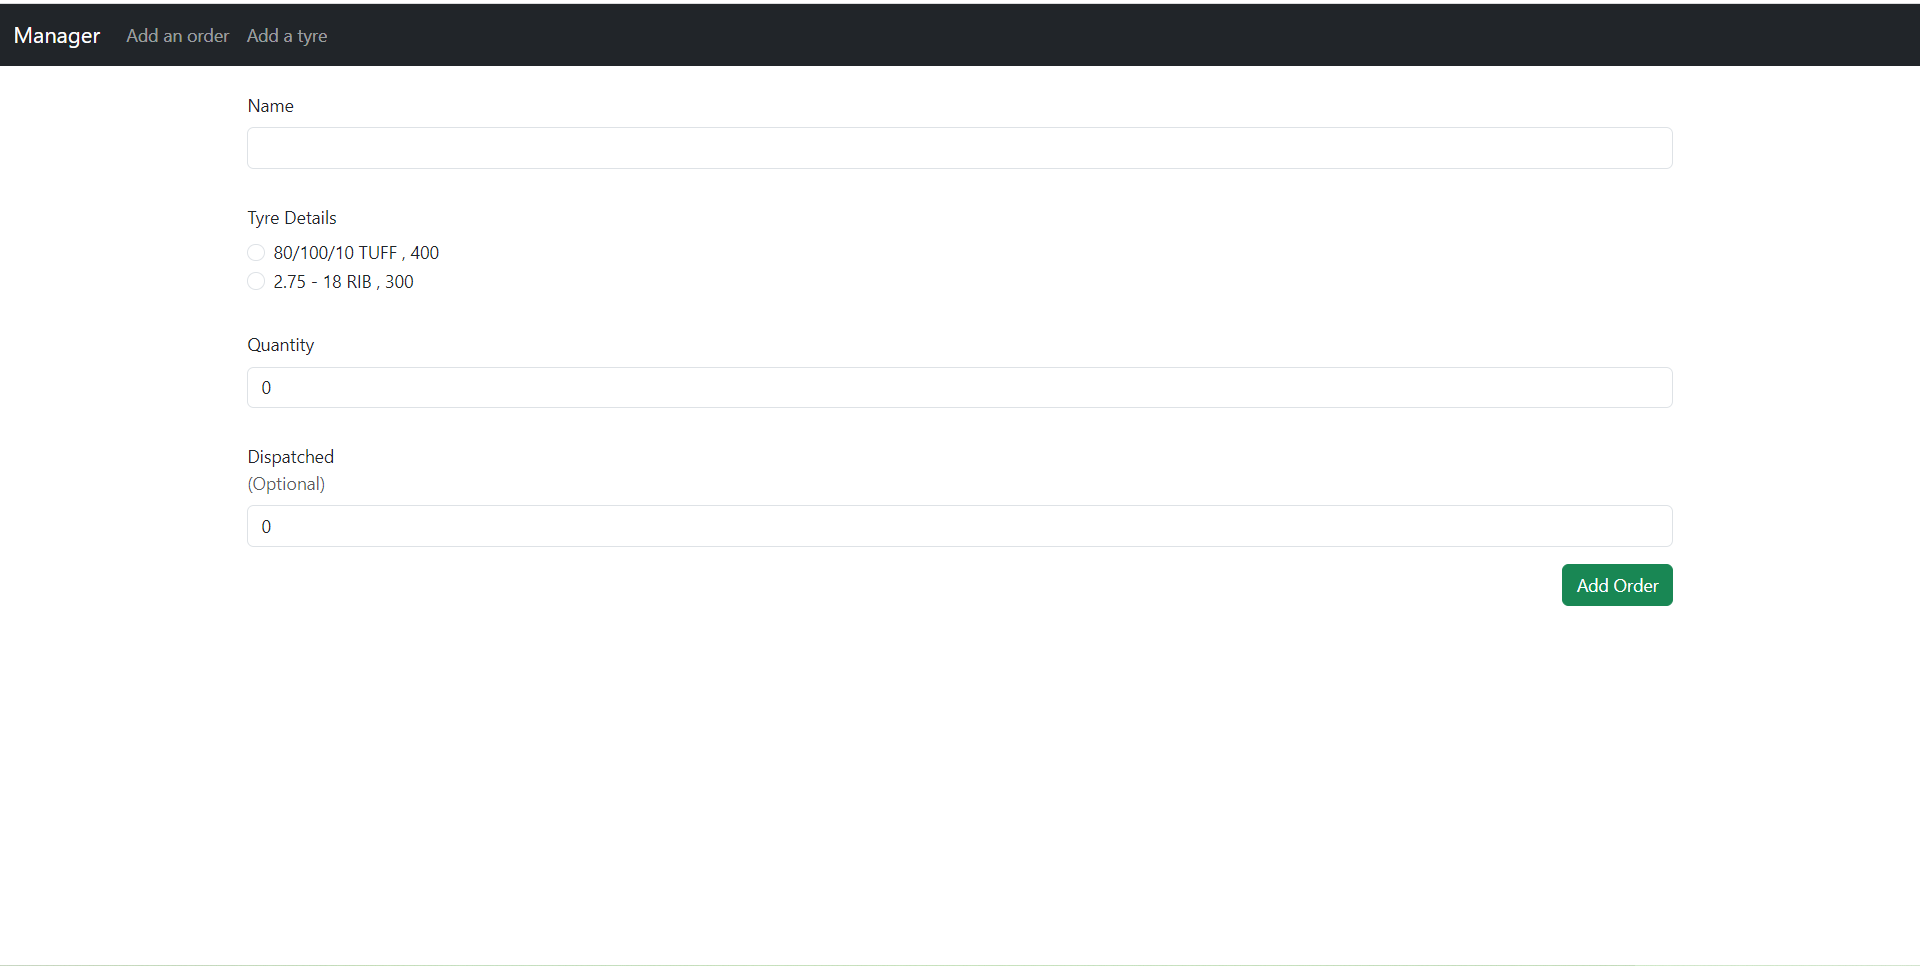 Manager Add an order Add a tyre
Name
Tyre Details
80/100/10 TUFF , 400
2.75 - 18 RIB , 300
Quantity
0
Dispatched
(Optional)
0
Add Order